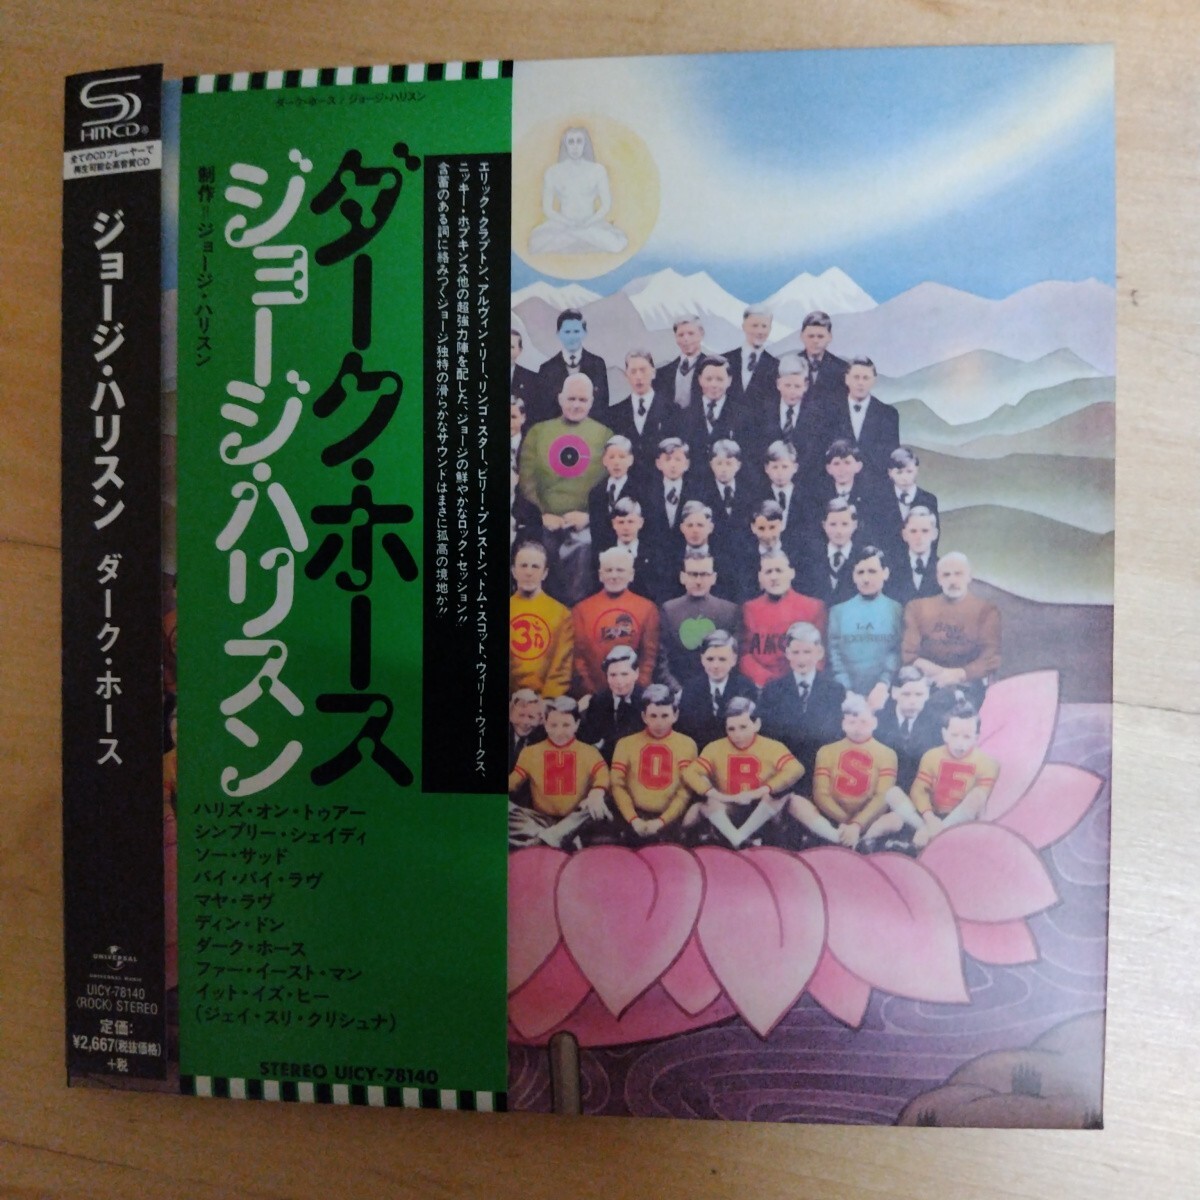 SHM-CD®
全てのCDプレーヤーで
再生可能な高音質CD
ジョージ・ハリスン ダーク・ホース
UNIVERSAL
UNIVERSAL MUSIC
UICY-78140
(ROCK) STEREO
定価:
¥2,667(税抜価格)
+税
ダーク・ホース / ジョージ・ハリスン
ダーク・ホース
ジョージ・ハリスン
制作=ジョージ・ハリスン
エリック・クラプトン、アルヴィン・リー、リンゴ・スター、ビリー・プレストン、トム・スコット、ウィリー・ウィークス、
ニッキー・ホプキンス他の超強力陣を配した、ジョージの鮮やかなロック・セッション!!
含蓄のある詞に絡みつくジョージ独特の滑らかなサウンドはまさに孤高の境地か!!
ハリズ・オン・トゥアー
シンプリー・シェイディ
ソー・サッド
バイ・バイ・ラヴ
マヤ・ラヴ
ディン・ドン
ダーク・ホース
ファー・イースト・マン
イット・イズ・ヒー
(ジェイ・スリ・クリシュナ)
STEREO UICY-78140
HORSE